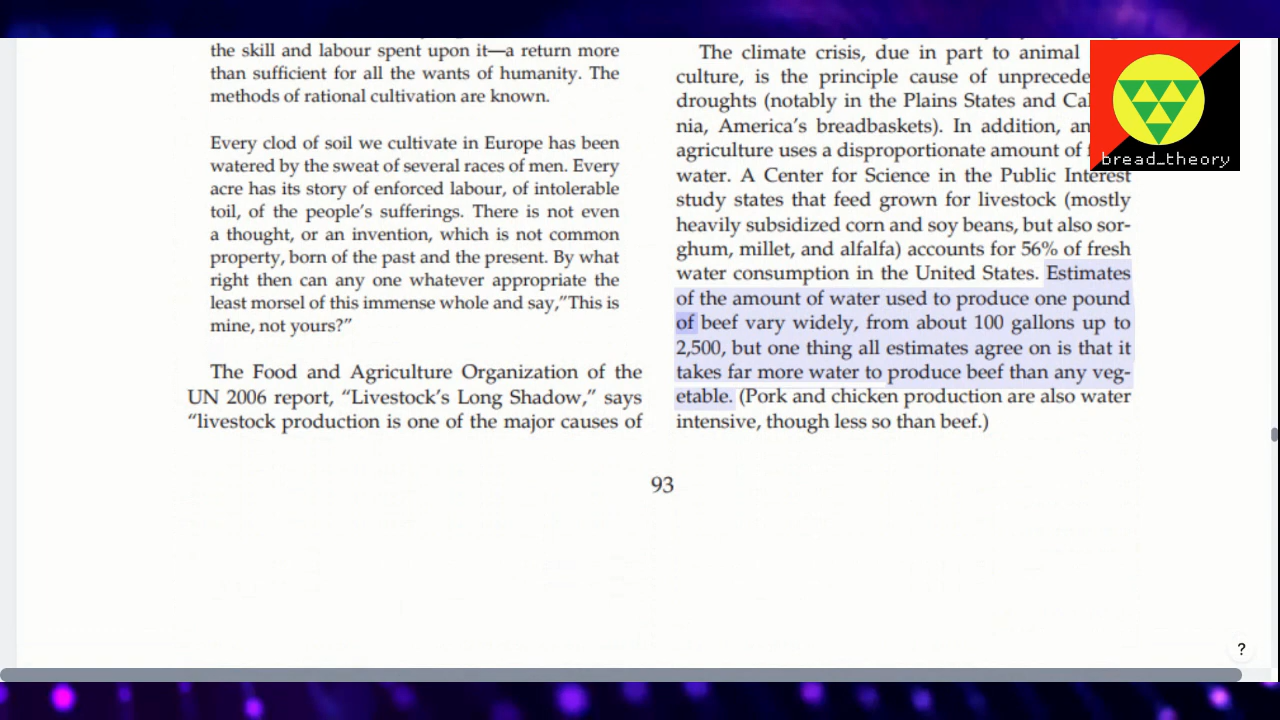 the skill and labour spent upon it—a return more
than sufficient for all the wants of humanity. The
methods of rational cultivation are known.
Every clod of soil we cultivate in Europe has been
watered by the sweat of several races of men. Every
acre has its story of enforced labour, of intolerable
toil, of the people's sufferings. There is not even
a thought, or an invention, which is not common
property, born of the past and the present. By what
right then can any one whatever appropriate the
least morsel of this immense whole and say,"This is
mine, not yours?"
The Food and Agriculture Organization of the
UN 2006 report, "Livestock's Long Shadow," says
"livestock production is one of the major causes of
The climate crisis, due in part to animal
culture, is the principle cause of unprecede
droughts (notably in the Plains States and Cal
nia, America's breadbaskets). In addition, an
agriculture uses a disproportionate amount of
water. A Center for Science in the Public Interest
study states that feed grown for livestock (mostly
heavily subsidized corn and soy beans, but also sor-
ghum, millet, and alfalfa) accounts for 56% of fresh
water consumption in the United States. Estimates
of the amount of water used to produce one pound
of beef vary widely, from about 100 gallons up to
2,500, but one thing all estimates agree on is that it
takes far more water to produce beef than any veg-
etable. (Pork and chicken production are also water
intensive, though less so than beef.)
93
bread_theory
?